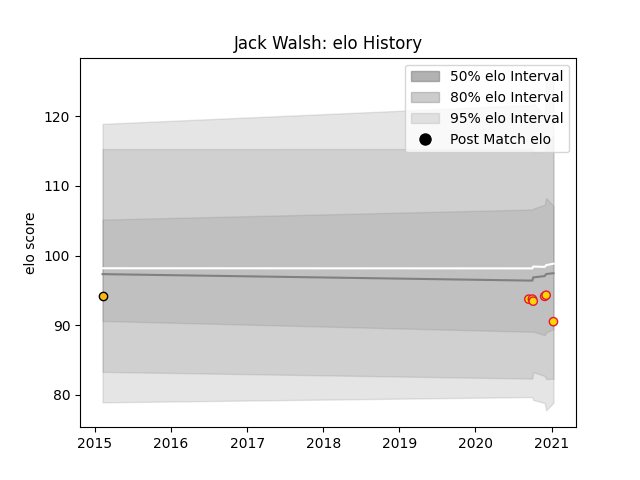 Jack Walsh: elo History
50% elo Interval
80% elo Interval
95% elo Interval
Post Match elo
elo score
120
110
100
90
80
2015 2016 2017 2018 2019 2020 2021